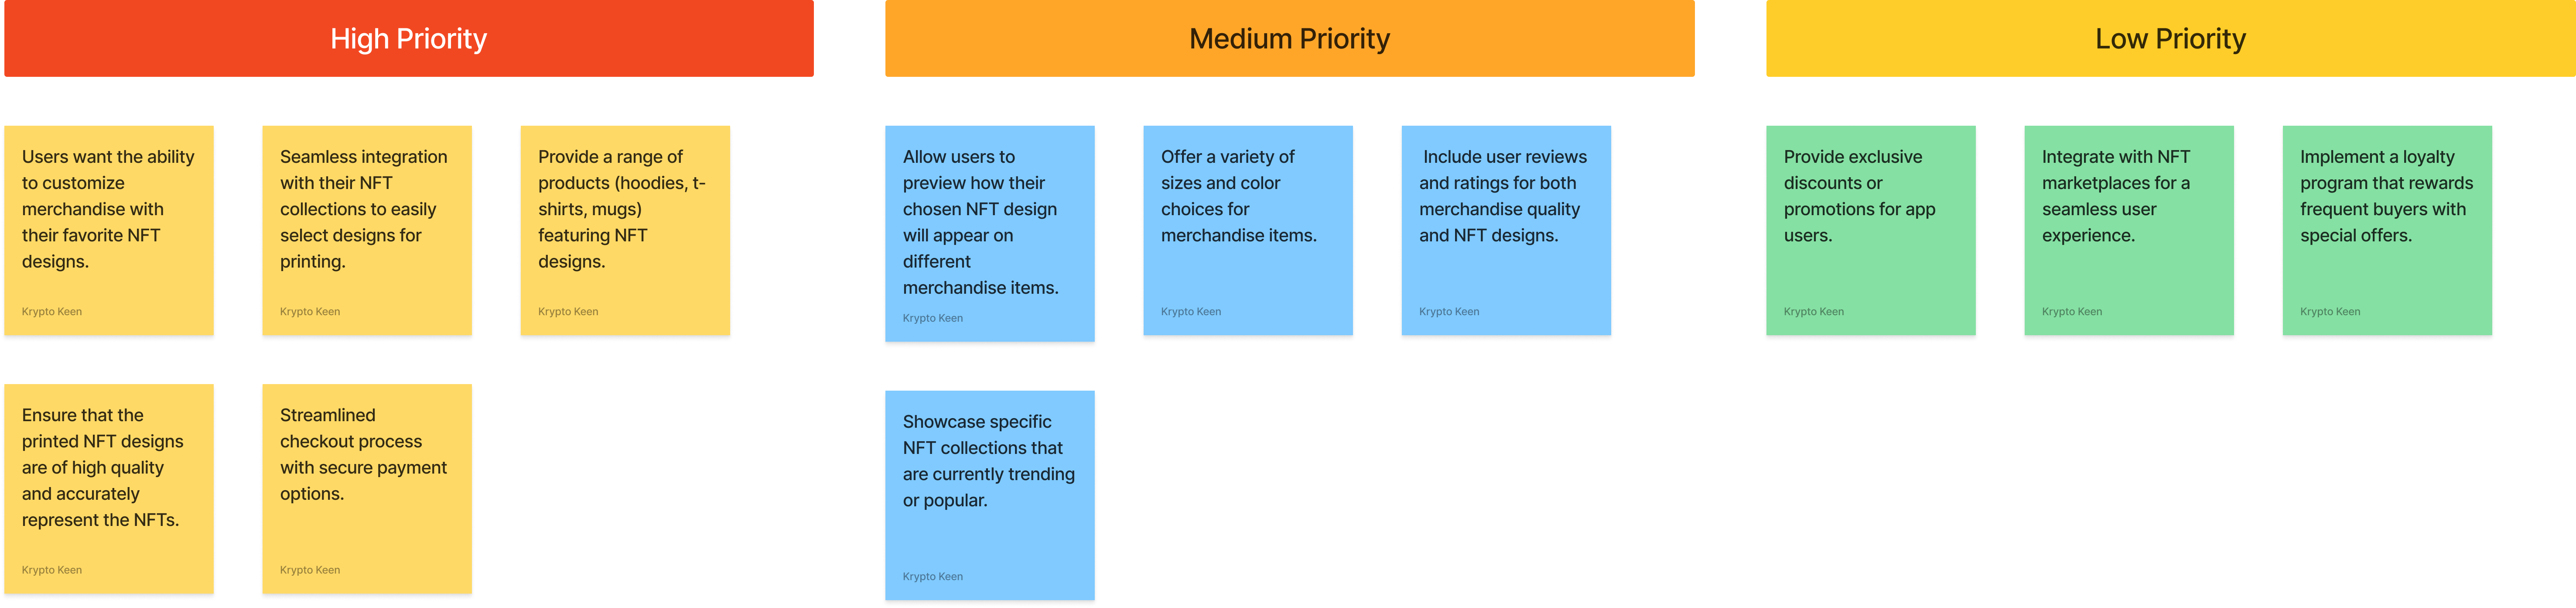 High Priority
Medium Priority
Low Priority
Users want the ability
to customize
merchandise with
their favorite NFT
designs.
Krypto Keen
Seamless integration
with their NFT
collections to easily
select designs for
printing.
Krypto Keen
Provide a range of
products (hoodies, t-
shirts, mugs)
featuring NFT
designs.
Krypto Keen
Allow users to
preview how their
chosen NFT design
will appear on
different
merchandise items.
Krypto Keen
Offer a variety of
sizes and color
choices for
merchandise items.
Krypto Keen
Include user reviews
and ratings for both
merchandise quality
and NFT designs.
Krypto Keen
Provide exclusive
discounts or
promotions for app
users.
Krypto Keen
Integrate with NFT
marketplaces for a
seamless user
experience.
Krypto Keen
Implement a loyalty
program that rewards
frequent buyers with
special offers.
Krypto Keen
Ensure that the
printed NFT designs
are of high quality
and accurately
represent the NFTs.
Krypto Keen
Streamlined
checkout process
with secure payment
options.
Krypto Keen
Showcase specific
NFT collections that
are currently trending
or popular.
Krypto Keen